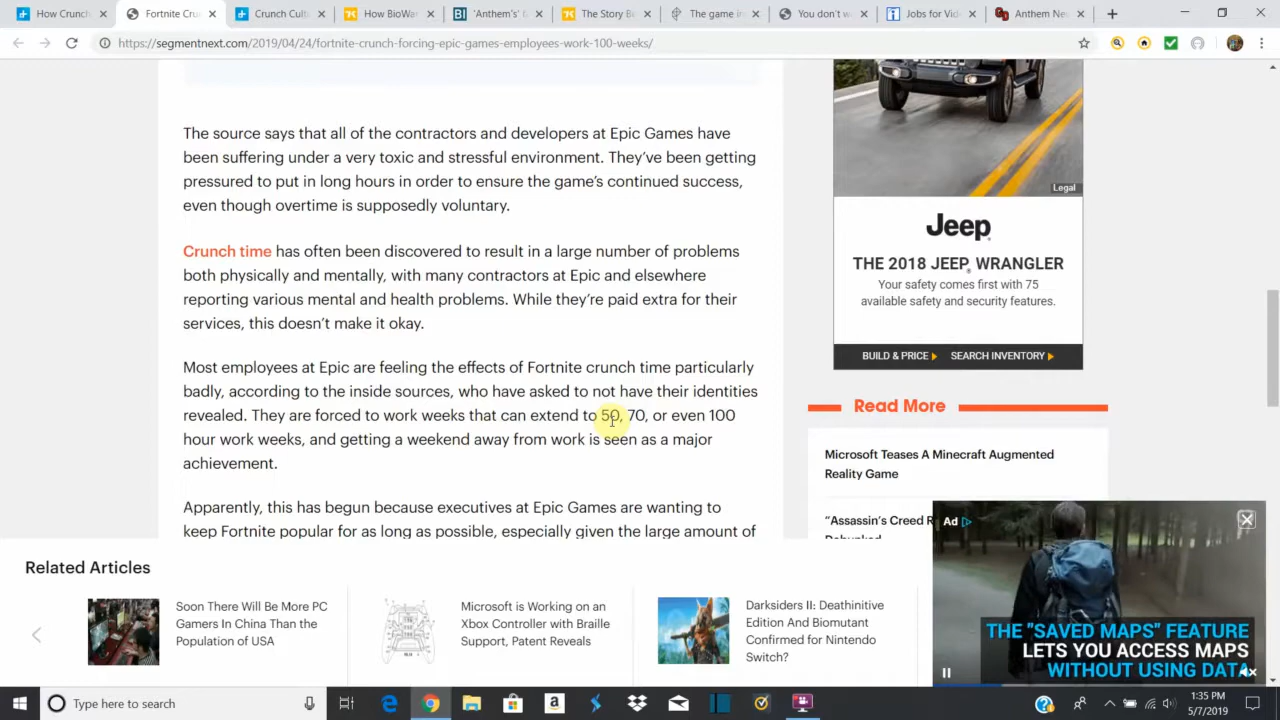 How Crunch
Fortnite Cru
Crunch Cul
How BioWar
"Anthem's"
The Story Be
The game in
You don't w
Jobs for Vid
Anthem Ne
https://segmentnext.com/2019/04/24/fortnite-crunch-forcing-epic-games-employees-work-100-weeks/
The source says that all of the contractors and developers at Epic Games have
been suffering under a very toxic and stressful environment. They've been getting
pressured to put in long hours in order to ensure the game's continued success,
even though overtime is supposedly voluntary.
Crunch time has often been discovered to result in a large number of problems
both physically and mentally, with many contractors at Epic and elsewhere
reporting various mental and health problems. While they're paid extra for their
services, this doesn't make it okay.
Most employees at Epic are feeling the effects of Fortnite crunch time particularly
badly, according to the inside sources, who have asked to not have their identities
revealed. They are forced to work weeks that can extend to 50, 70, or even 100
hour work weeks, and getting a weekend away from work is seen as a major
achievement.
Apparently, this has begun because executives at Epic Games are wanting to
keep Fortnite popular for as long as possible, especially given the large amount of
Legal
Jeep
THE 2018 JEEP® WRANGLER
Your safety comes first with 75
available safety and security features.
BUILD & PRICE
SEARCH INVENTORY
Read More
Microsoft Teases A Minecraft Augmented
Reality Game
"Assassin's Creed R
Ad
THE "SAVED MAPS" FEATURE
LETS YOU ACCESS MAPS
WITHOUT USING DATA
Related Articles
Soon There Will Be More PC
Gamers In China Than the
Population of USA
Microsoft is Working on an
Xbox Controller with Braille
Support, Patent Reveals
Darksiders II: Deathinitive
Edition And Biomutant
Confirmed for Nintendo
Switch?
Type here to search
1:35 PM
5/7/2019